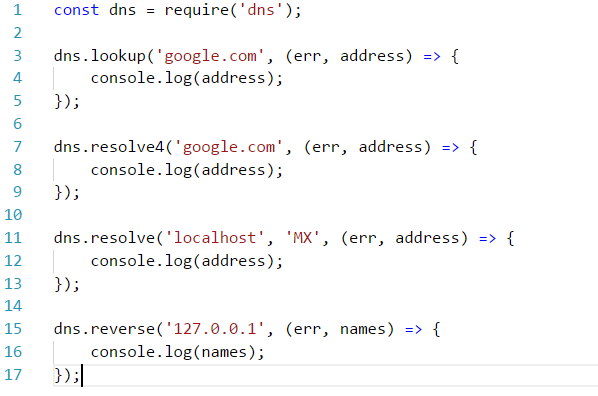 1 const dns = require('dns');
2
3 dns.lookup('google.com', (err, address) => {
4     console.log(address);
5 });
6
7 dns.resolve4('google.com', (err, address) => {
8     console.log(address);
9 });
10
11 dns.resolve('localhost', 'MX', (err, address) => {
12     console.log(address);
13 });
14
15 dns.reverse('127.0.0.1', (err, names) => {
16     console.log(names);
17 });